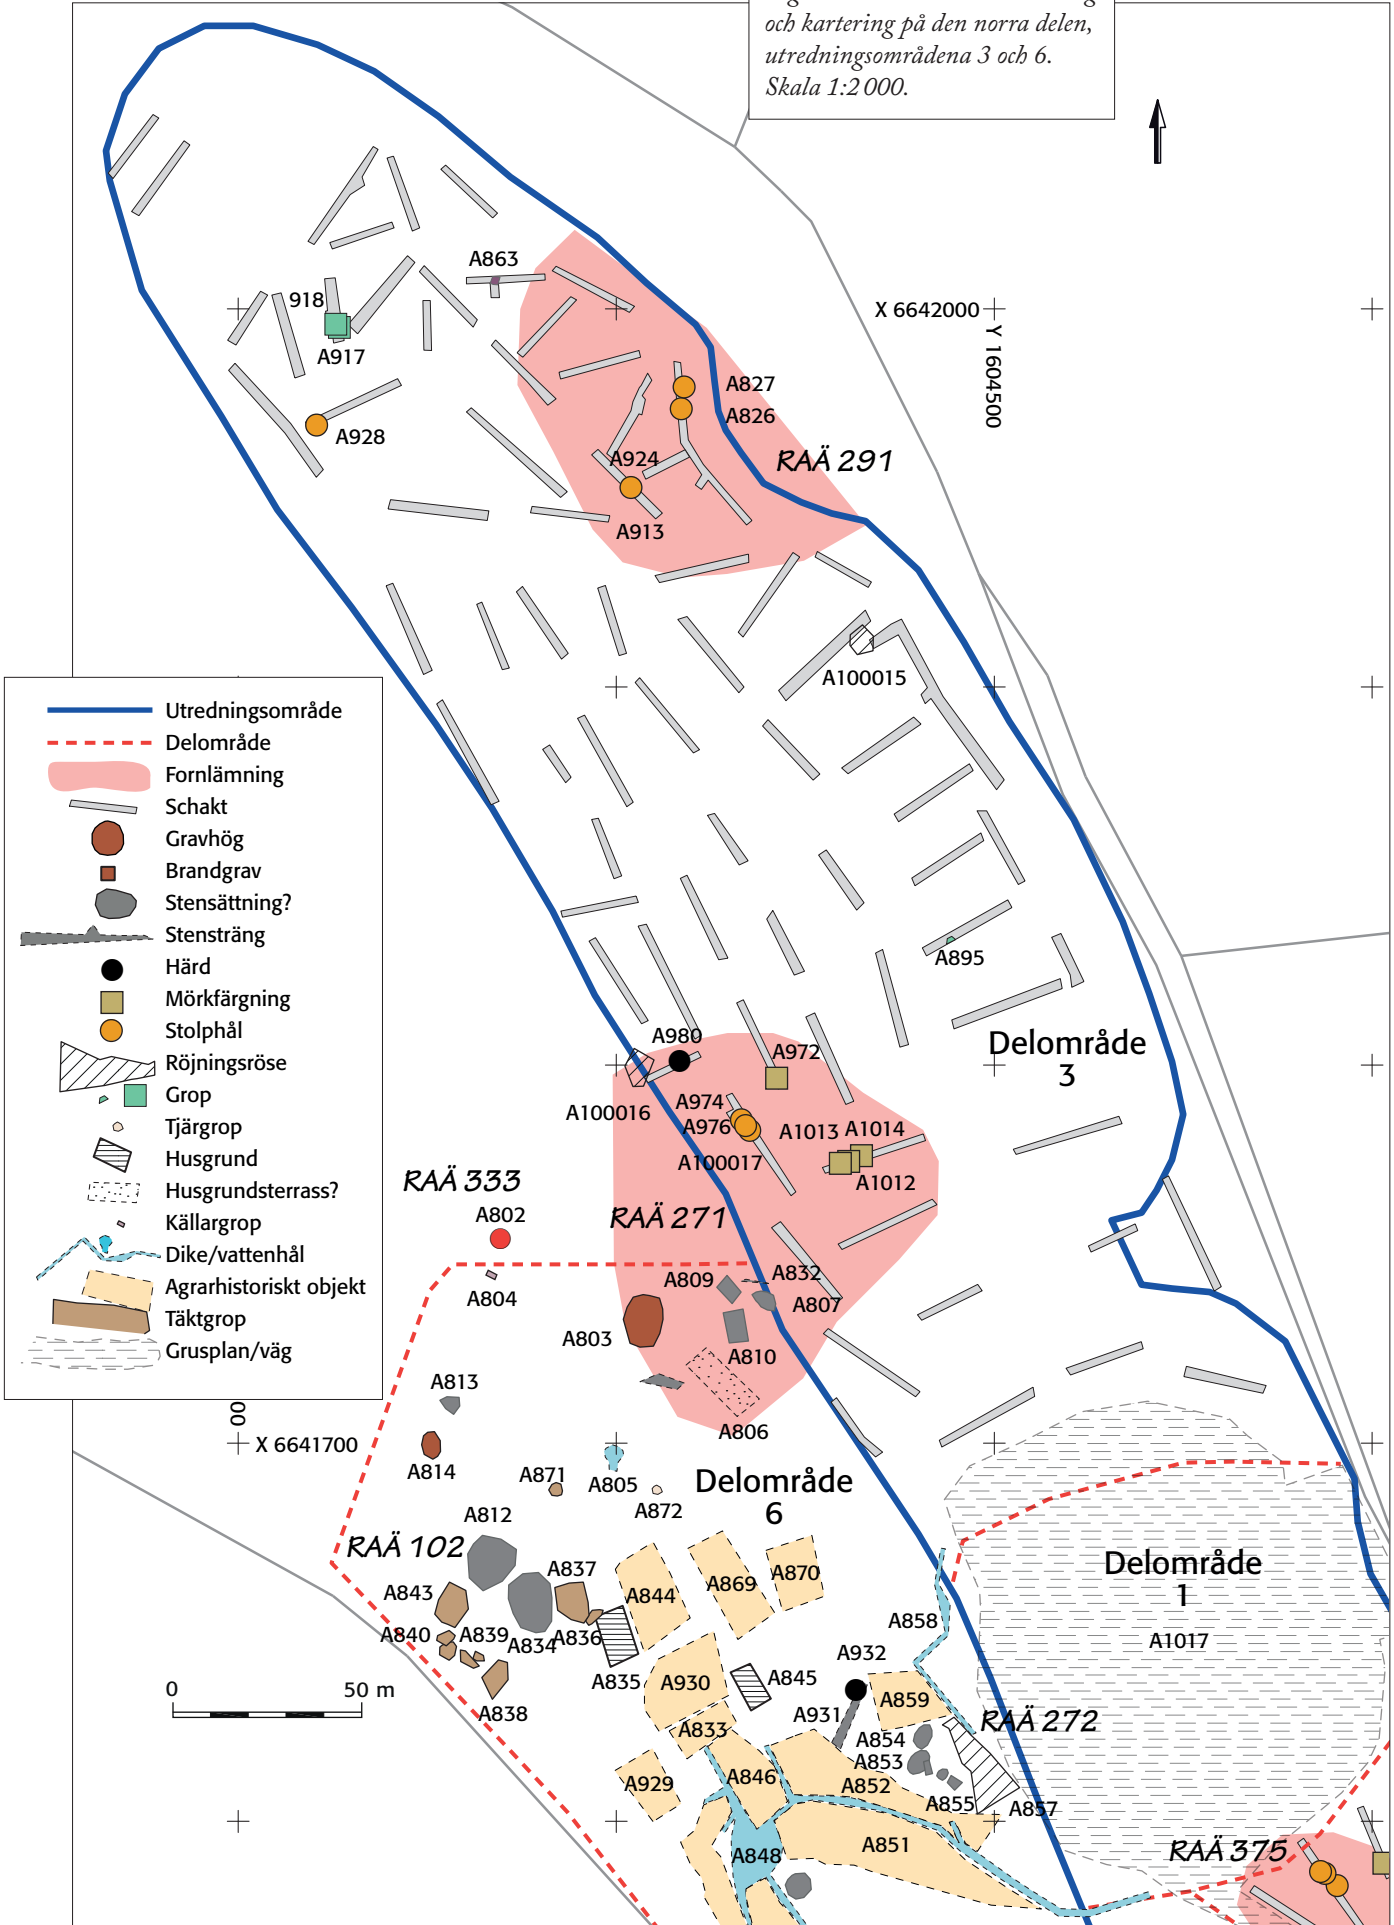 och kartering på den norra delen,
utredningsområdena 3 och 6.
Skala 1:2 000.
A863
918
A917
X 6642000
Y 1604500
A827
A826
A928
A924
RAÄ 291
A913
A100015
Utredningsområde
Delområde
Fornlämning
Schakt
Gravhög
Brandgrav
Stensättning?
Stensträng
Härd
Mörkfärgning
Stolphål
Röjningsröse
Grop
Tjärgrop
Husgrund
Husgrundsterrass?
Källargrop
Dike/vattenhål
Agrarhistoriskt objekt
Täktgrop
Grusplan/väg
A895
A980
A972
Delområde
3
A974
A100016
A976
A1013 A1014
A100017
A1012
RAÄ 333
A802
RAÄ 271
A804
A809
A832
A807
A803
A810
A813
00
X 6641700
A806
A814
A871
A805
A872
Delområde
6
A812
RAÄ 102
A837
A843
A844
A869
A870
Delområde
1
A1017
A858
A840
A839
A834
A836
A932
A835
A930
A845
A859
0 50 m
A838
A833
A931
RAÄ 272
A854
A853
A929
A846
A852
A855
A857
A848
A851
RAÄ 375